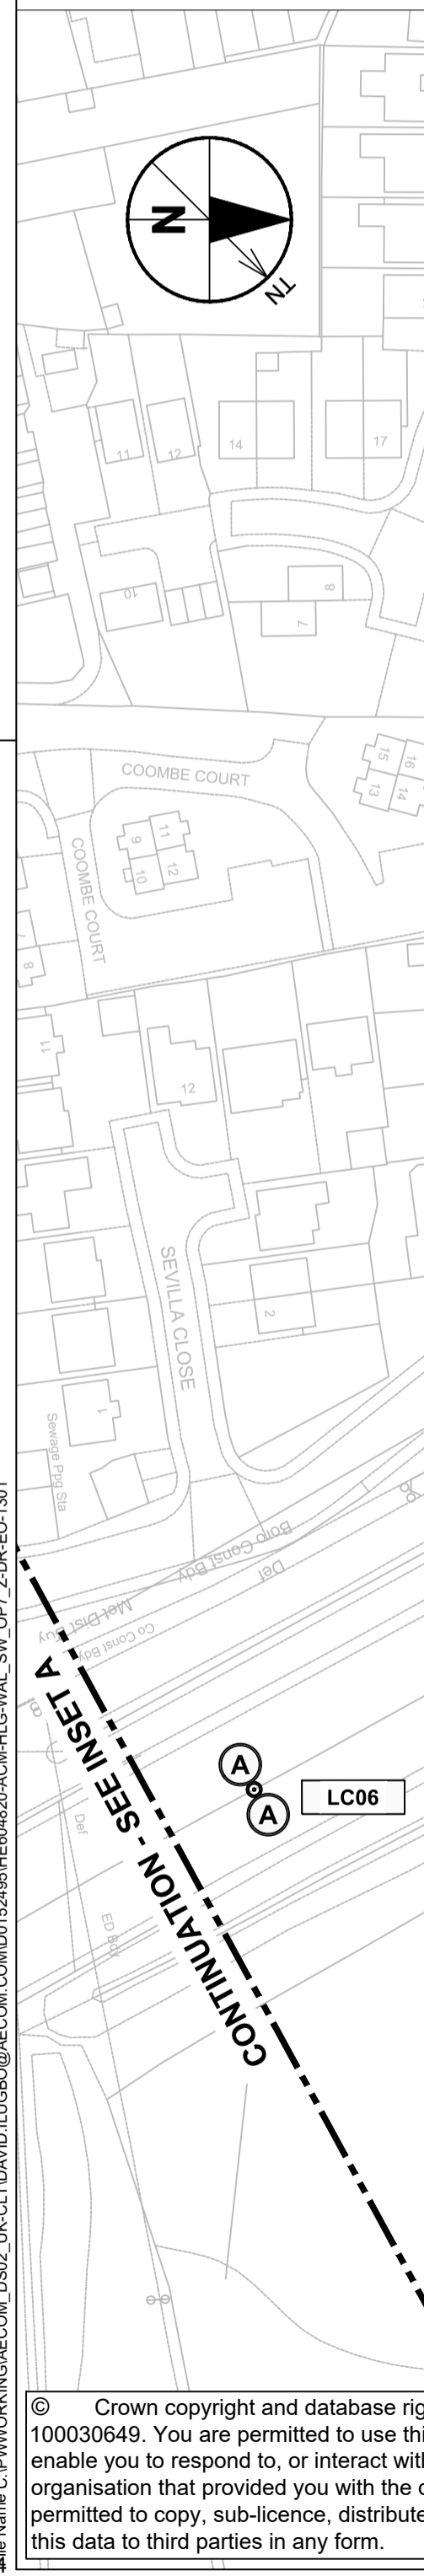 N
TN
11
12
14
17
10
8
7
COOMBE COURT
15
16
13
14
COOMBE COURT
11
9
12
10
7
8
11
12
SEVILLA CLOSE
2
1
Sewage Ppg Sta
Boro Const Bdy
Def
Met Dist Bdy
Co Const Bdy
A
A
LC06
CONTINUATION - SEE INSET A
Def
ED Bdy
© Crown copyright and database rig
100030649. You are permitted to use thi
enable you to respond to, or interact with
organisation that provided you with the d
permitted to copy, sub-licence, distribute
this data to third parties in any form.